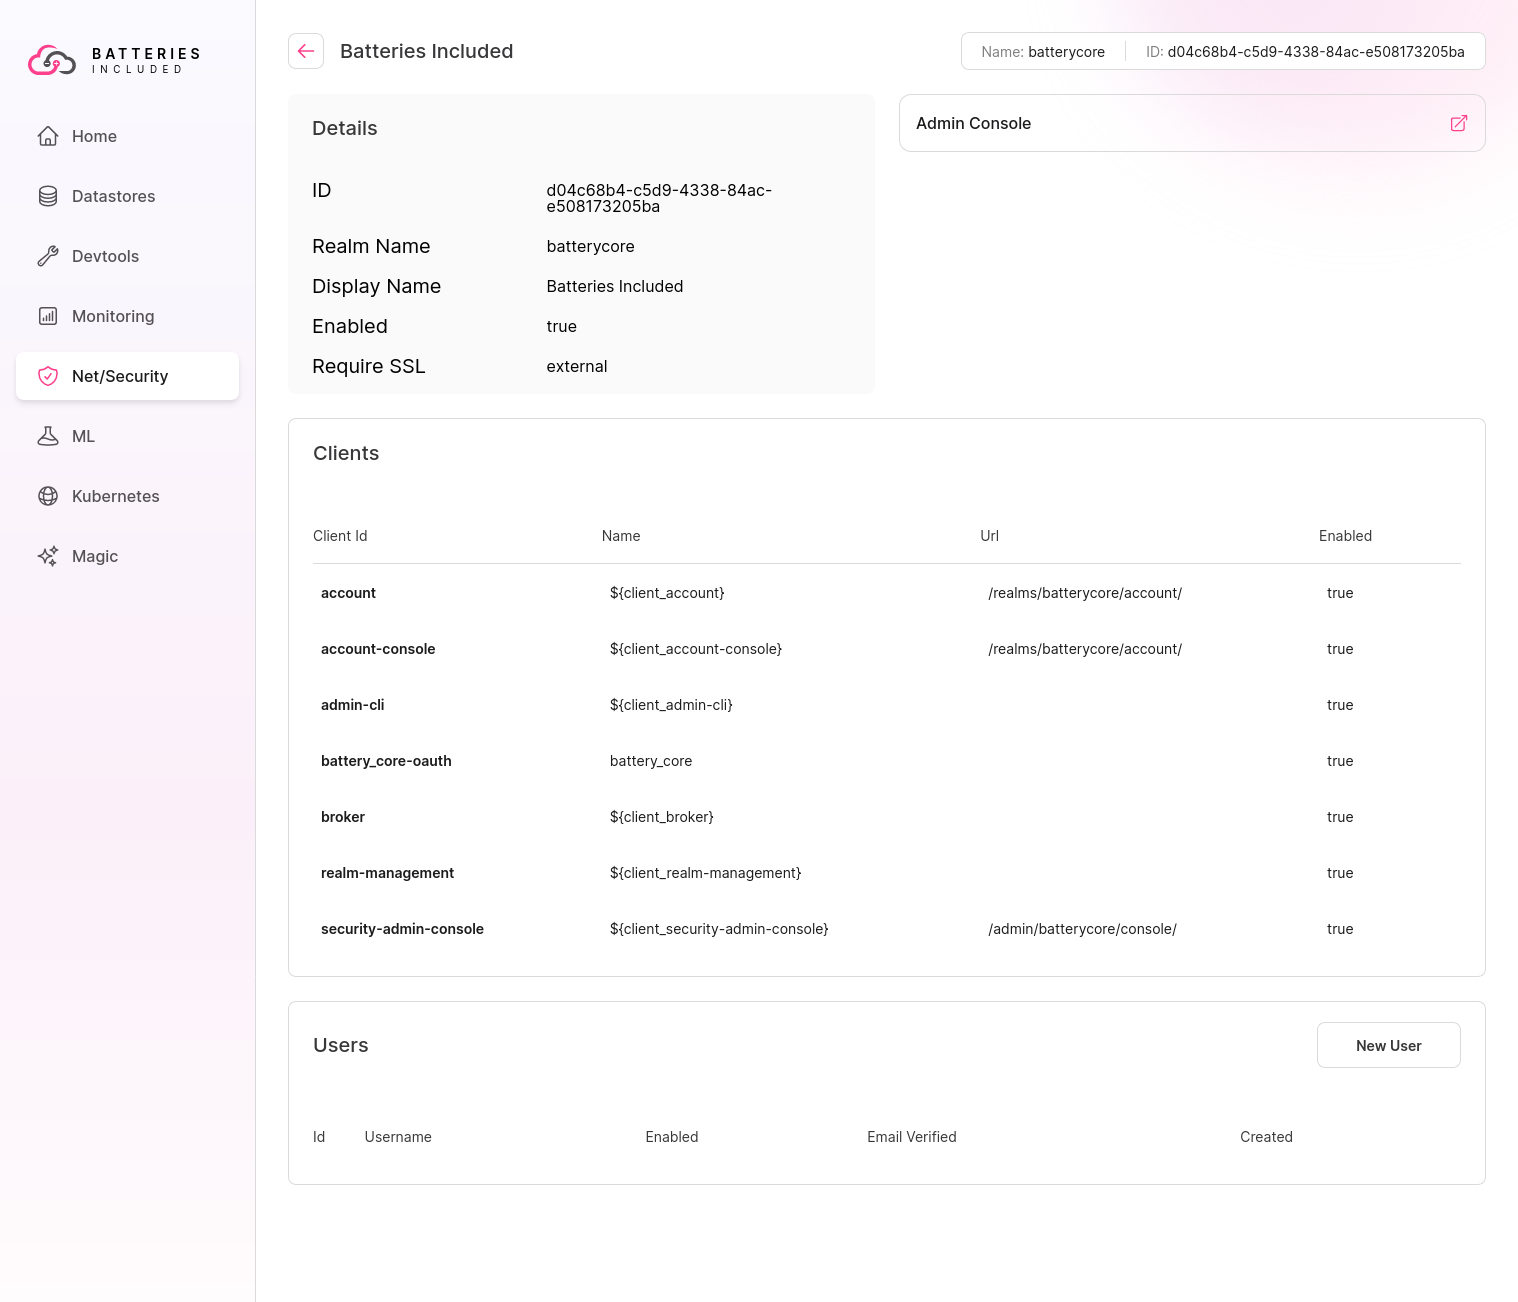 BATTERIES
INCLUDED
Home
Datastores
Devtools
Monitoring
Net/Security
ML
Kubernetes
Magic
Batteries Included
Name: batterycore ID: d04c68b4-c5d9-4338-84ac-e508173205ba
Details
ID d04c68b4-c5d9-4338-84ac-
e508173205ba
Realm Name batterycore
Display Name Batteries Included
Enabled true
Require SSL external
Admin Console
Clients
Client Id Name Url Enabled
account ${client_account} /realms/batterycore/account/ true
account-console ${client_account-console} /realms/batterycore/account/ true
admin-cli ${client_admin-cli} true
battery_core-oauth battery_core true
broker ${client_broker} true
realm-management ${client_realm-management} true
security-admin-console ${client_security-admin-console} /admin/batterycore/console/ true
Users
New User
Id Username Enabled Email Verified Created